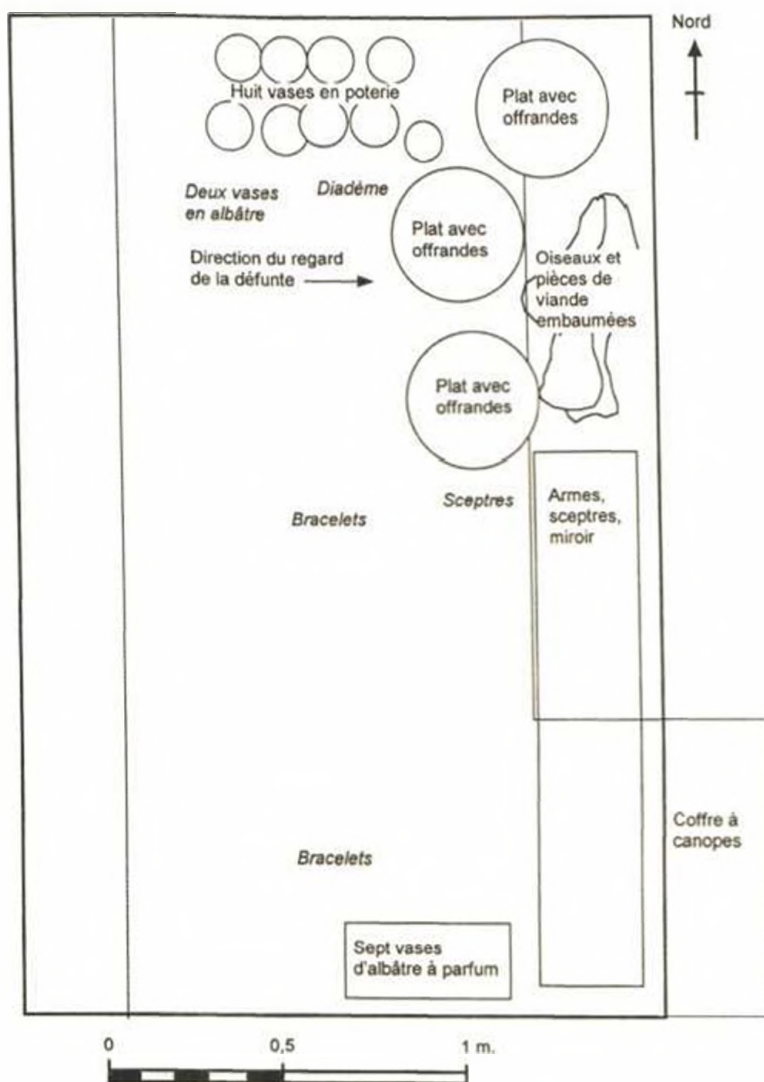 Nord
Huit vases en poterie
Plat avec
offrandes
Deux vases
en albâtre
Diadème
Plat avec
offrandes
Direction du regard
de la défunte
Oiseaux et
pièces de
viande
embaumées
Plat avec
offrandes
Sceptres
Bracelets
Armes,
sceptres,
miroir
Coffre à
canopes
Bracelets
Sept vases
d'albâtre à parfum
0 0,5 1 m.